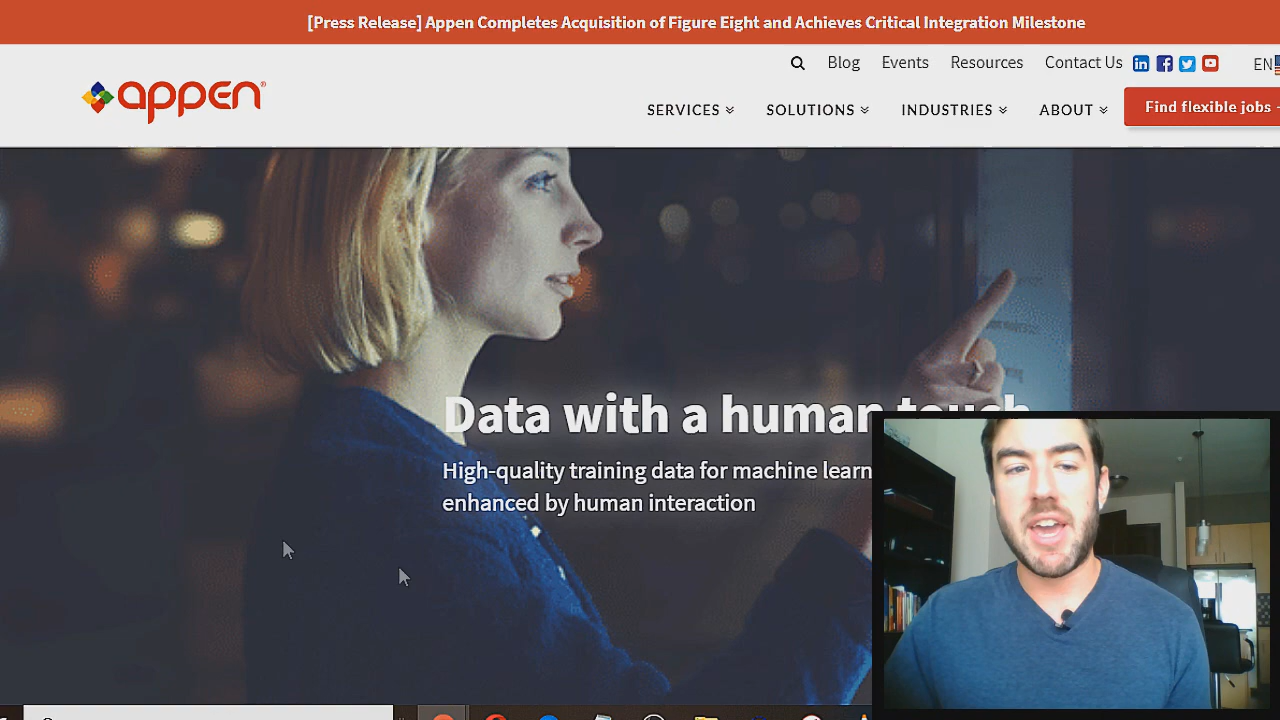 [Press Release] Appen Completes Acquisition of Figure Eight and Achieves Critical Integration Milestone
Blog Events Resources Contact Us EN
appen®
SERVICES SOLUTIONS INDUSTRIES ABOUT Find flexible jobs
Data with a human touch
High-quality training data for machine learn
enhanced by human interaction